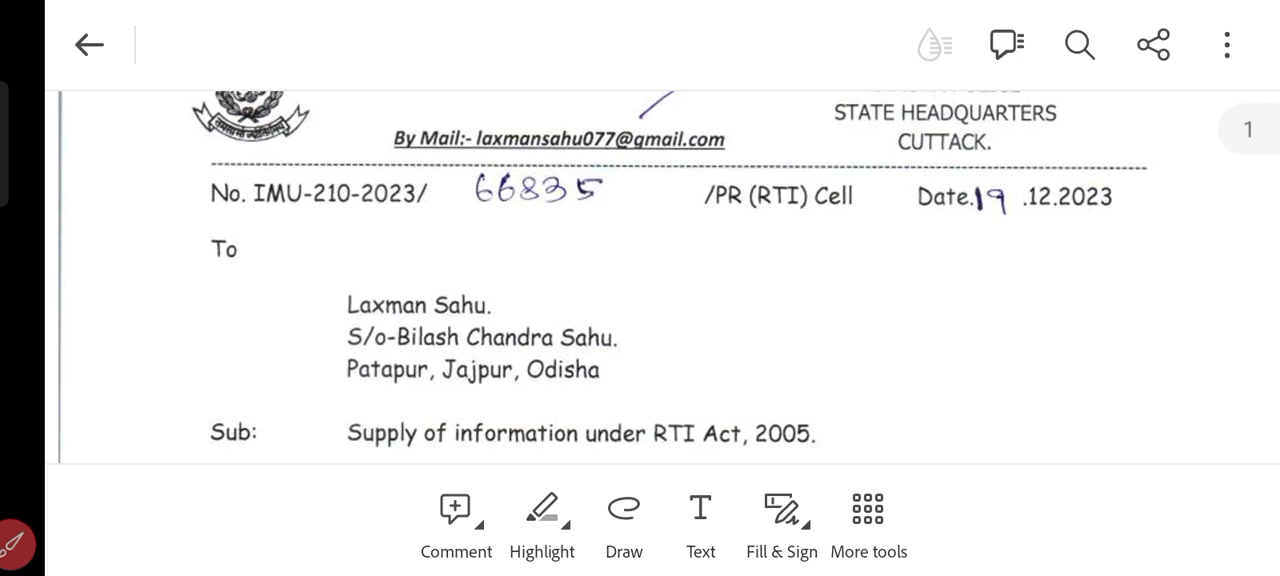 STATE HEADQUARTERS
CUTTACK.
By Mail:- laxmansahu077@gmail.com
1
No. IMU-210-2023/ 66835 /PR (RTI) Cell Date.19 .12.2023
To
Laxman Sahu.
S/o-Bilash Chandra Sahu.
Patapur, Jajpur, Odisha
Sub: Supply of information under RTI Act, 2005.
Comment Highlight Draw Text Fill & Sign More tools